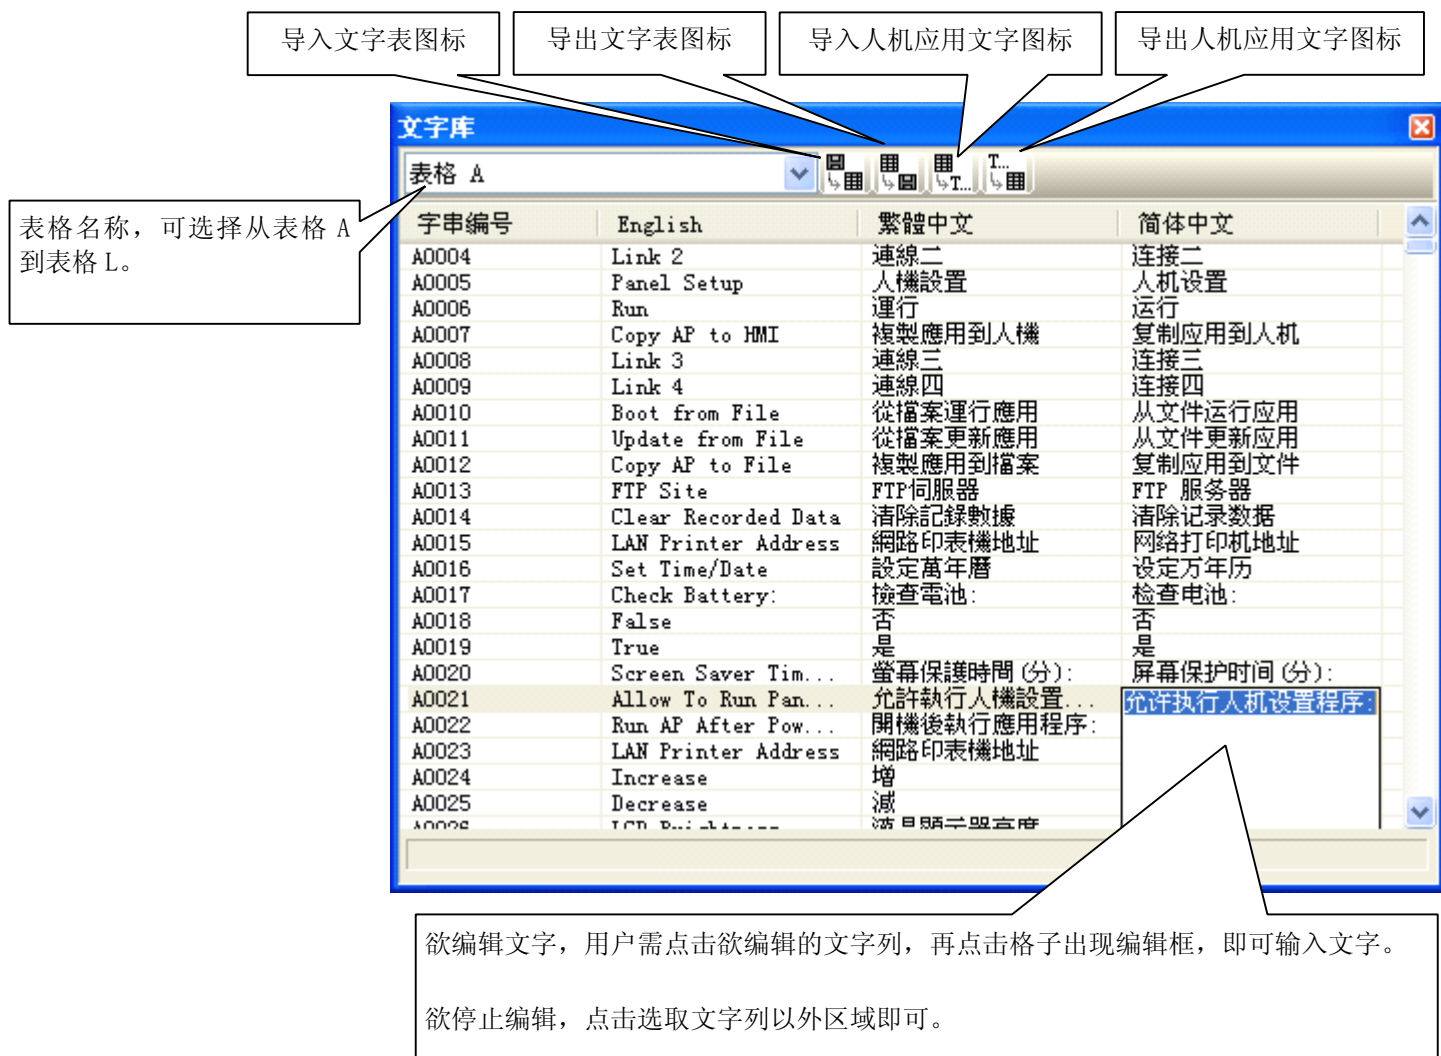 导入文字表图标
导出文字表图标
导入人机应用文字图标
导出人机应用文字图标
文字库
表格 A
T...
T...
表格名称，可选择从表格 A
到表格 L。
字串编号 English 繁體中文 简体中文
A0004 Link 2 連線二 连接二
A0005 Panel Setup 人機設置 人机设置
A0006 Run 運行 运行
A0007 Copy AP to HMI 複製應用到人機 复制应用到人机
A0008 Link 3 連線三 连接三
A0009 Link 4 連線四 连接四
A0010 Boot from File 從檔案運行應用 从文件运行应用
A0011 Update from File 從檔案更新應用 从文件更新应用
A0012 Copy AP to File 複製應用到檔案 复制应用到文件
A0013 FTP Site FTP伺服器 FTP 服务器
A0014 Clear Recorded Data 清除記錄數據 清除记录数据
A0015 LAN Printer Address 網路印表機地址 网络打印机地址
A0016 Set Time/Date 設定萬年曆 设定万年历
A0017 Check Battery: 檢查電池: 检查电池:
A0018 False 否 否
A0019 True 是 是
A0020 Screen Saver Tim... 螢幕保護時間(分): 屏幕保护时间(分):
A0021 Allow To Run Pan... 允許執行人機設置... 允许执行人机设置程序:
A0022 Run AP After Pow... 開機後執行應用程序:
A0023 LAN Printer Address 網路印表機地址
A0024 Increase 增
A0025 Decrease 減
欲编辑文字，用户需点击欲编辑的文字列，再点击格子出现编辑框，即可输入文字。
欲停止编辑，点击选取文字列以外区域即可。